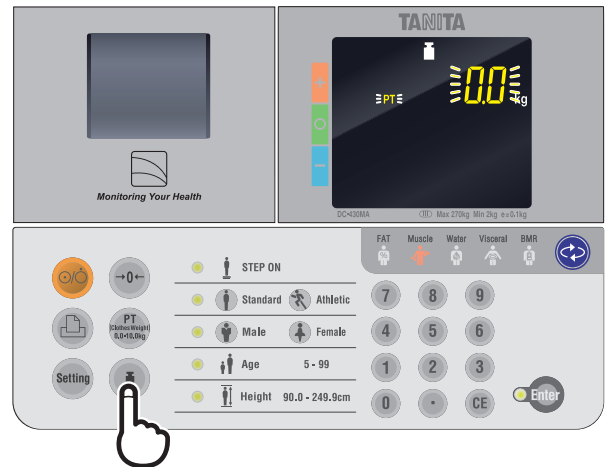 TANITA
PT
0.0
kg
Monitoring Your Health
DC-430MA Max 270kg Min 2kg e=0.1kg
FAT Muscle Water Visceral BMR
%
→0←
STEP ON
Standard Athletic
PT
(Clothes Weight)
0.0-10.0kg
Male Female
Setting
Age 5 - 99
Height 90.0 - 249.9cm
7 8 9
4 5 6
1 2 3
0 · CE
Enter